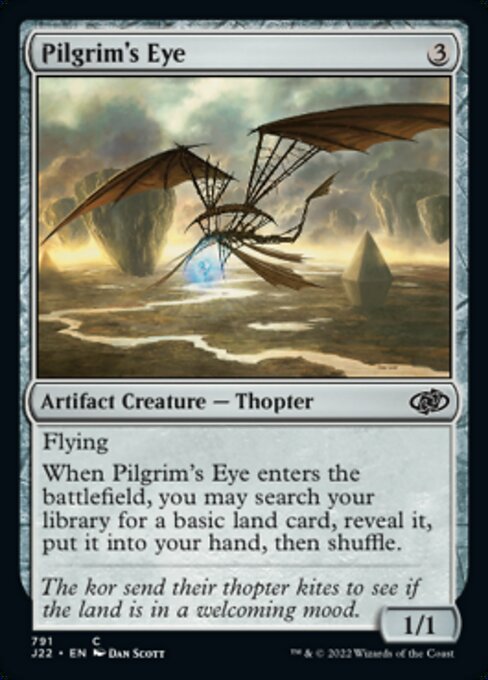 Pilgrim's Eye 3
Artifact Creature — Thopter
Flying
When Pilgrim's Eye enters the
battlefield, you may search your
library for a basic land card, reveal it,
put it into your hand, then shuffle.
The kor send their thopter kites to see if
the land is in a welcoming mood.
1/1
791 C
J22 • EN Dan Scott
™ & © 2022 Wizards of the Coast